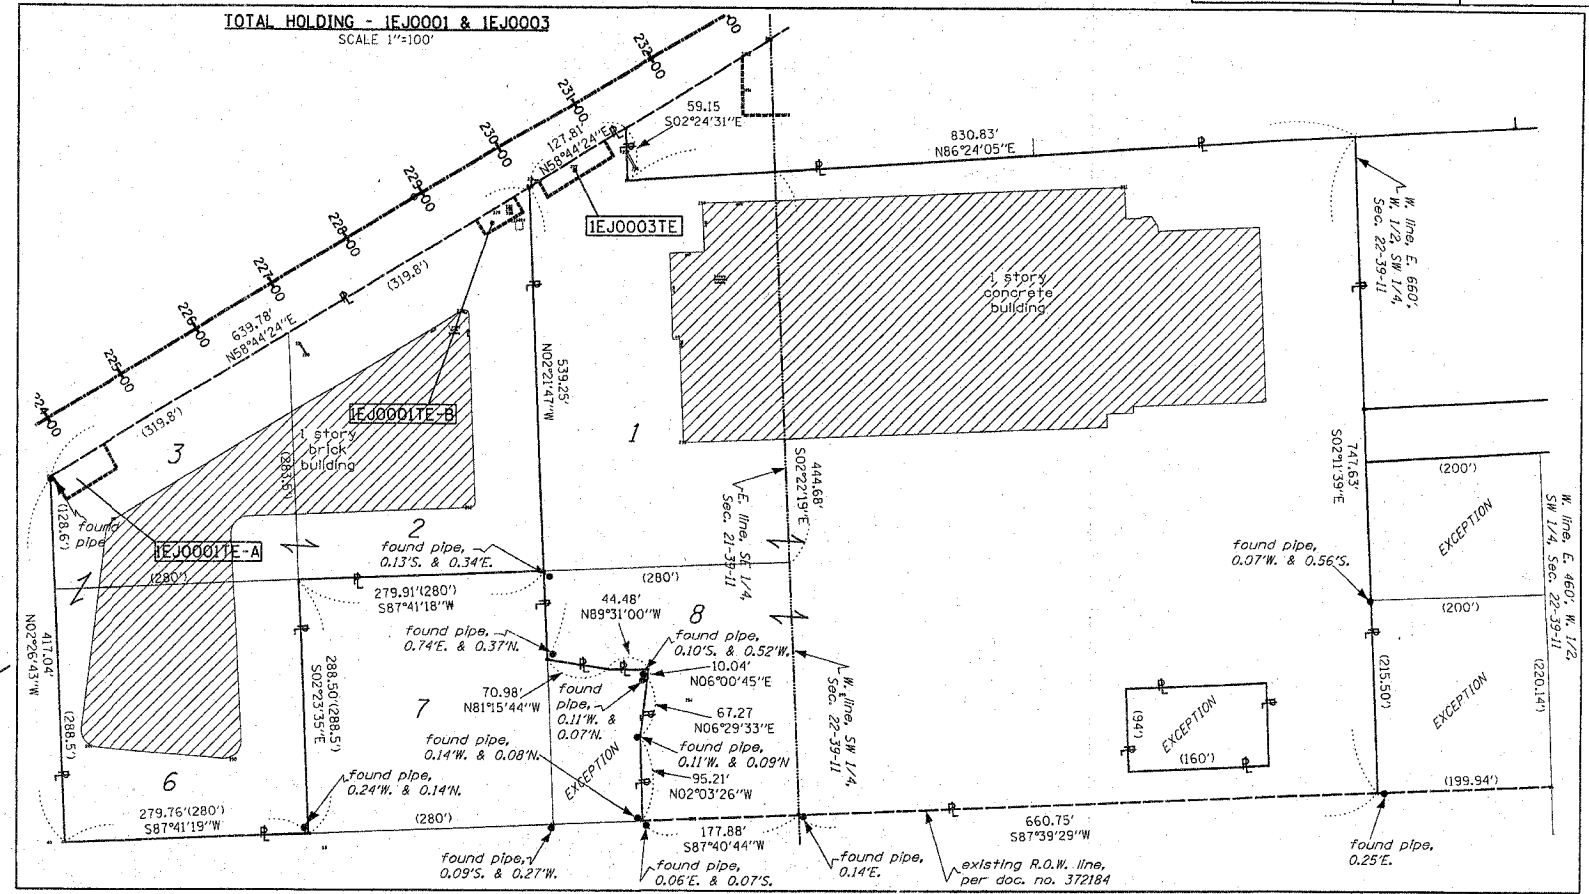 TOTAL HOLDING - 1EJ0001 & 1EJ0003
SCALE 1"=100'
224+00
225+00
226+00
227+00
228+00
229+00
230+00
231+00
232+00
00
127.81'
N58°44'24"E
59.15
S02°24'31"E
830.83'
N86°24'05"E
1EJ0003TE
W. line, E. 660',
W. 1/2, SW 1/4,
Sec. 22-39-11
(319.8')
639.78'
N58°44'24"E
(319.8')
1 story
concrete
building
539.25'
N02°21'47"W
1EJ0001TE-B
1
3
1 story
brick
building
(283.5')
444.68'
S02°22'19"E
E. line, SE 1/4,
Sec. 21-39-11
747.63'
S02°11'39"E
(200')
EXCEPTION
W. line, E. 460', W. 1/2,
SW 1/4, Sec. 22-39-11
(128.6')
found
pipe
1EJ0001TE-A
2
found pipe,
0.13'S. & 0.34'E.
found pipe,
0.07'W. & 0.56'S.
(280')
279.91'(280')
S87°41'18"W
(280')
(200')
44.48'
N89°31'00"W
8
417.04'
N02°26'43"W
288.50'(288.5')
S02°23'35"E
found pipe,
0.74'E. & 0.37'N.
found pipe,
0.10'S. & 0.52'W.
10.04'
N06°00'45"E
70.98'
N81°15'44"W
found
pipe,
0.11'W. &
0.07'N.
67.27
N06°29'33"E
7
W. line, SW 1/4,
Sec. 22-39-11
(215.50')
(220.14')
EXCEPTION
(94')
EXCEPTION
(160')
(288.5')
found pipe,
0.14'W. & 0.08'N.
found pipe,
0.11'W. & 0.09'N
EXCEPTION
95.21'
N02°03'26"W
6
found pipe,
0.24'W. & 0.14'N.
279.76'(280')
S87°41'19"W
(280')
177.88'
S87°40'44"W
660.75'
S87°39'29"W
(199.94')
found pipe,
0.09'S. & 0.27'W.
found pipe,
0.06'E. & 0.07'S.
found pipe,
0.14'E.
existing R.O.W. line,
per doc. no. 372184
found pipe,
0.25'E.